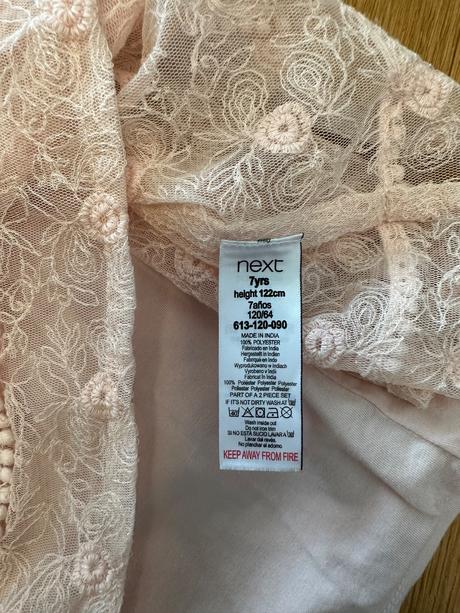 next
7yrs
height 122cm
7años
120/64
613-120-090
MADE IN INDIA
100% POLYESTER
Fabricado en India
Hergestellt in Indien
Fabriqué en Inde
Wyprodukowano w Indiach
Vyrobeno v Indii
Fabricat în India
100% Poliéster Polyester Polyester
Poliester Polyester Poliester
PART OF A 2 PIECE SET
IF IT'S NOT DIRTY WASH AT
Wash inside out
Do not iron trim
SI NO ESTÁ SUCIO LAVAR A
Lavar del revés.
No planchar el adorno.
KEEP AWAY FROM FIRE